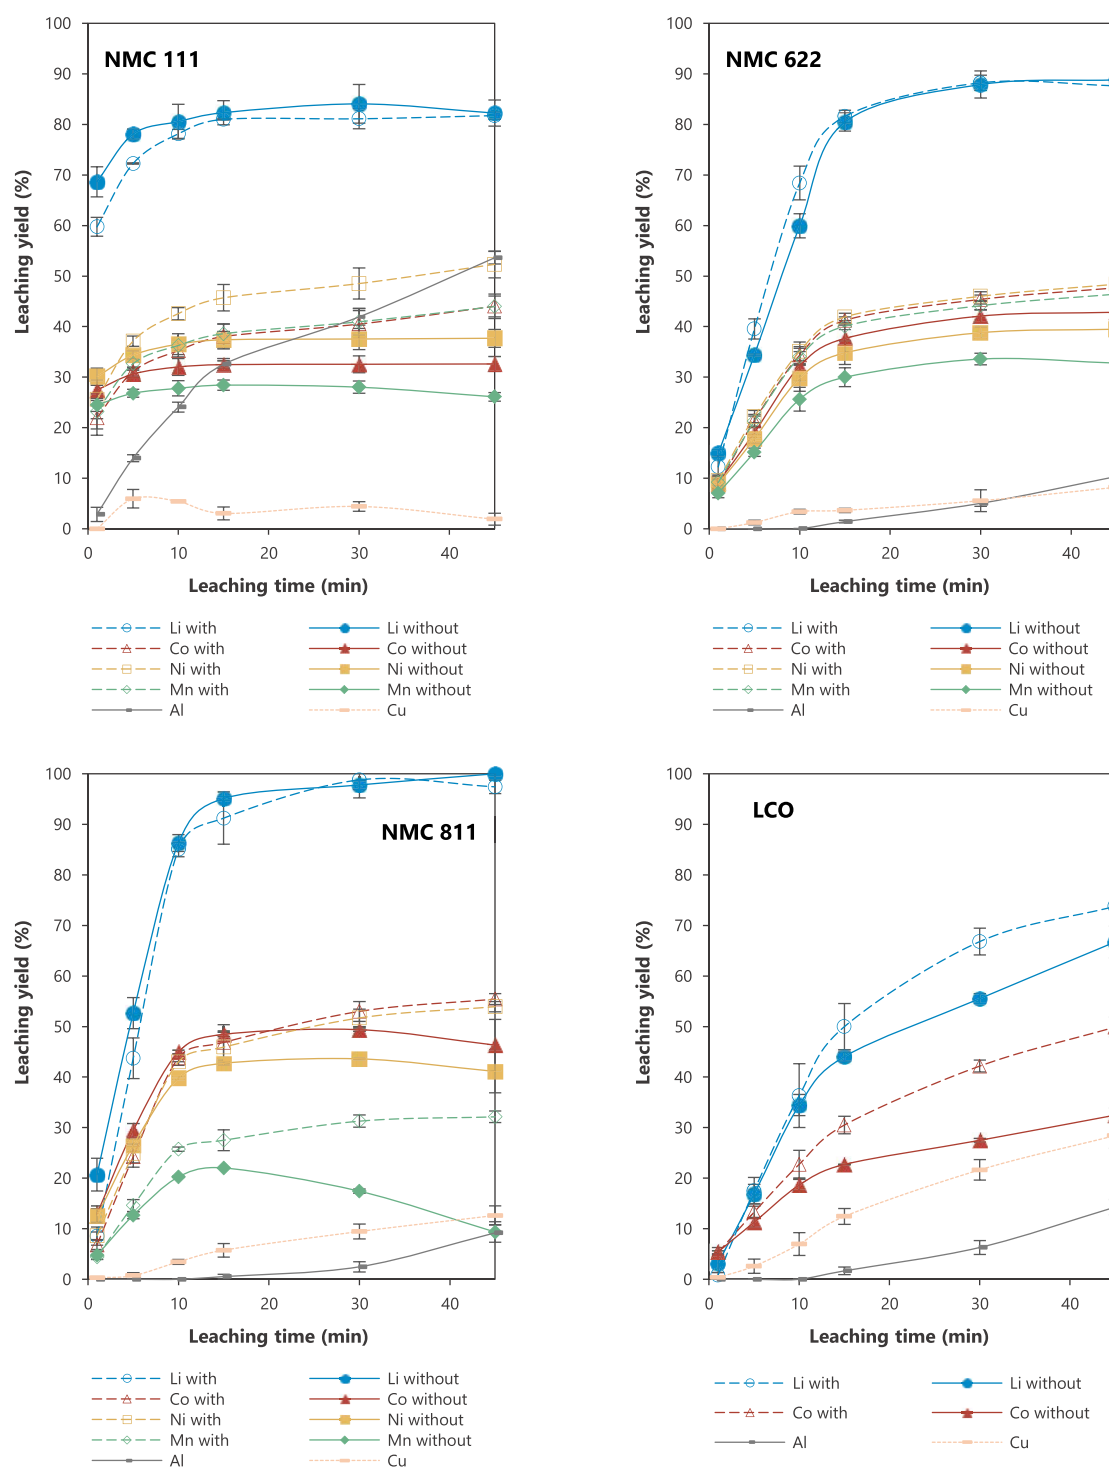 NMC 111
100
90
80
70
60
50
40
30
20
10
0
Leaching yield (%)
0 10 20 30 40
Leaching time (min)
Li with Li without
Co with Co without
Ni with Ni without
Mn with Mn without
Al Cu
NMC 622
100
90
80
70
60
50
40
30
20
10
0
Leaching yield (%)
0 10 20 30 40
Leaching time (min)
Li with Li without
Co with Co without
Ni with Ni without
Mn with Mn without
Al Cu
NMC 811
100
90
80
70
60
50
40
30
20
10
0
Leaching yield (%)
0 10 20 30 40
Leaching time (min)
Li with Li without
Co with Co without
Ni with Ni without
Mn with Mn without
Al Cu
LCO
100
90
80
70
60
50
40
30
20
10
0
Leaching yield (%)
0 10 20 30 40
Leaching time (min)
Li with Li without
Co with Co without
Al Cu